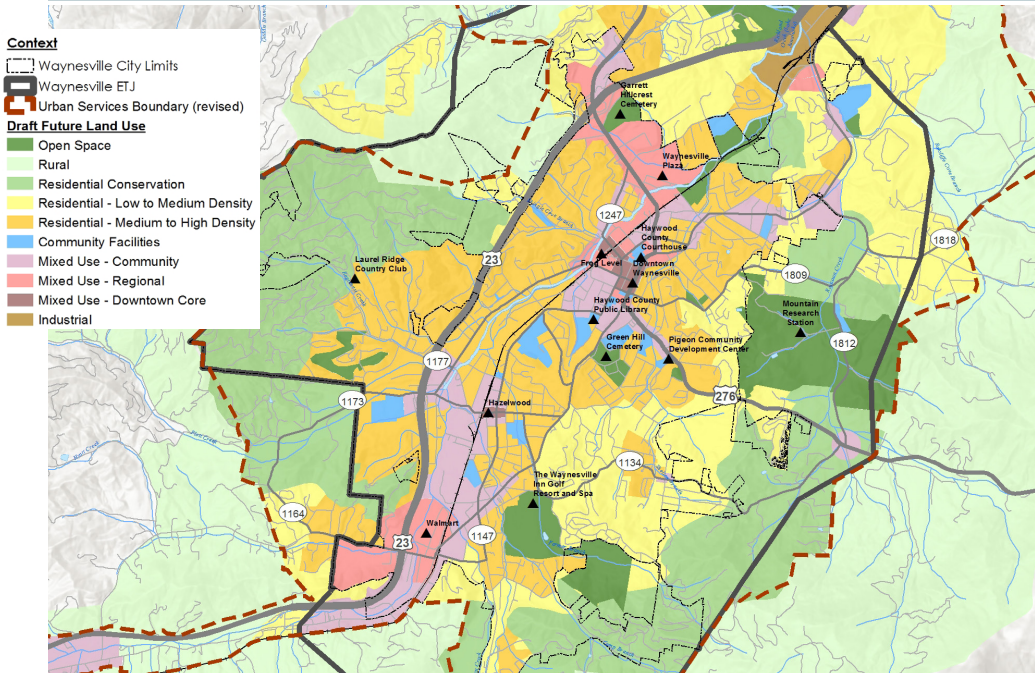 Context
Waynesville City Limits
Waynesville ETJ
Urban Services Boundary (revised)
Draft Future Land Use
Open Space
Rural
Residential Conservation
Residential - Low to Medium Density
Residential - Medium to High Density
Community Facilities
Mixed Use - Community
Mixed Use - Regional
Mixed Use - Downtown Core
Industrial
Garrett
Hillcrest
Cemetery
Waynesville
Plaza
1247
Haywood
County
Courthouse
23
Frog Level
Downtown
Waynesville
1818
1809
Laurel Ridge
Country Club
Mountain
Research
Station
Haywood County
Public Library
Green Hill
Cemetery
Pigeon Community
Development Center
1812
1177
276
1173
Hazelwood
1134
The Waynesville
Inn Golf
Resort and Spa
1164
Walmart
23
1147